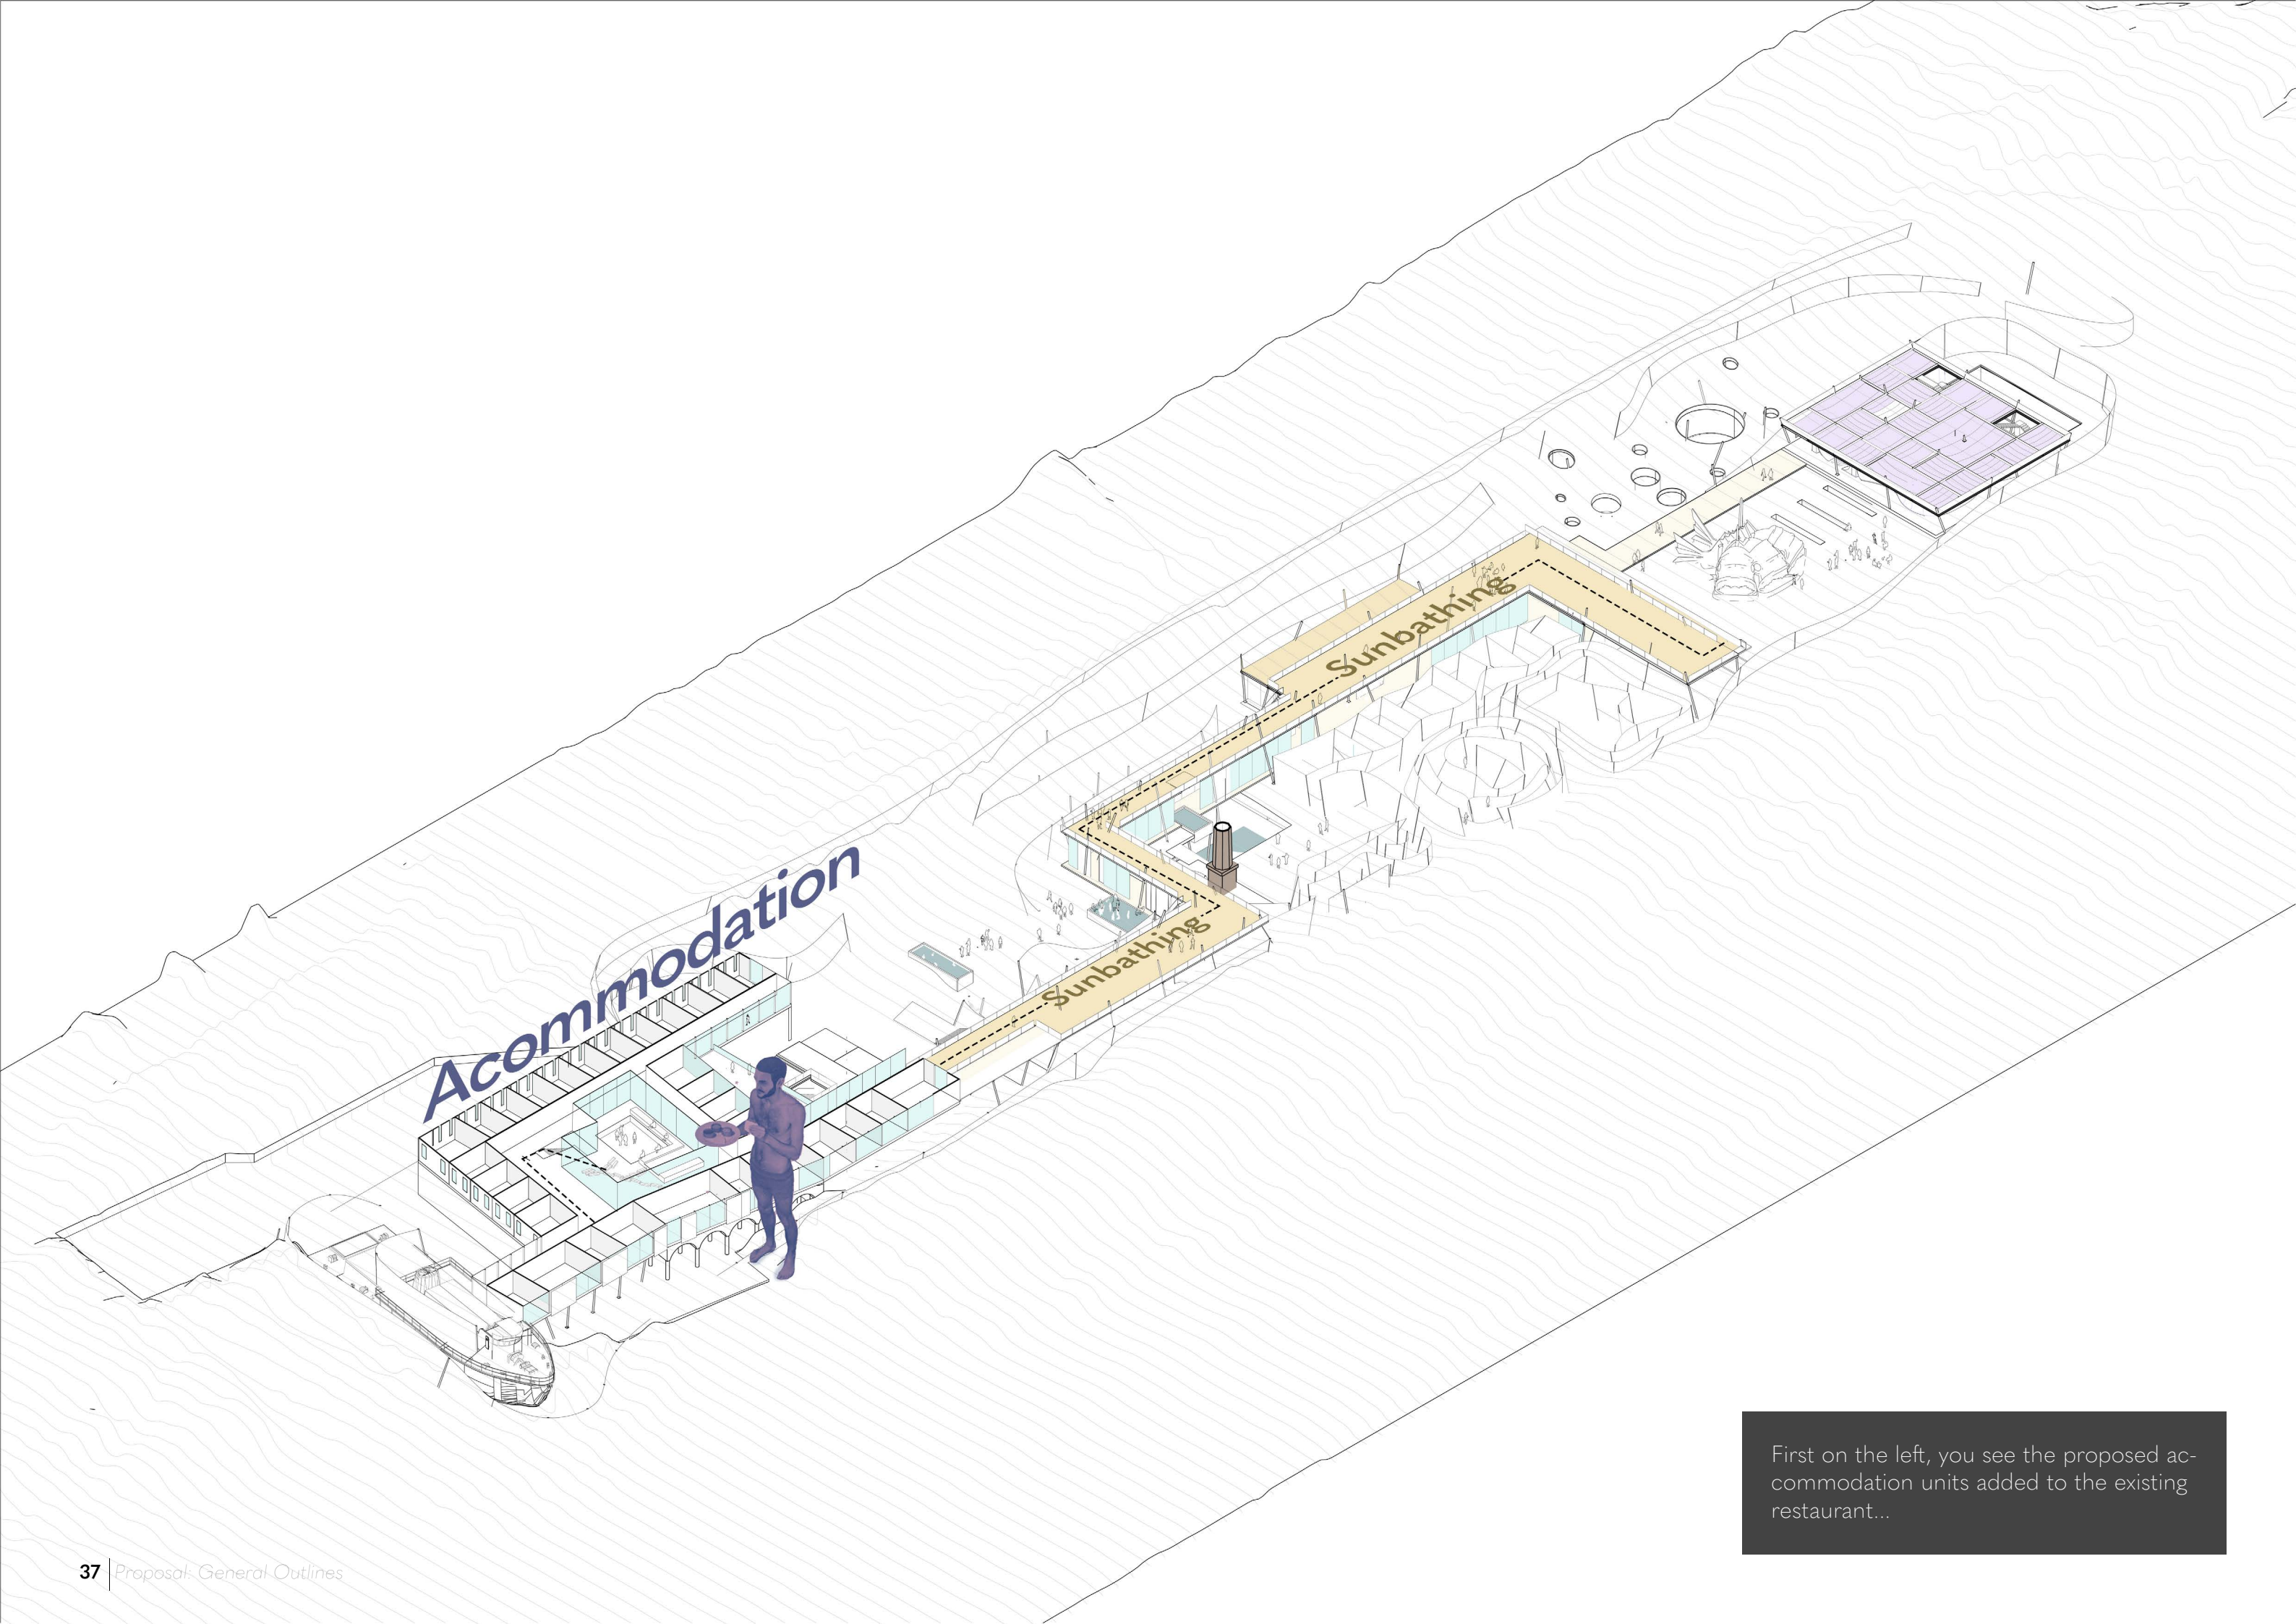 Acommodation
Sunbathing
Sunbathing
First on the left, you see the proposed ac-
commodation units added to the existing
restaurant...
37 Proposal: General Outlines